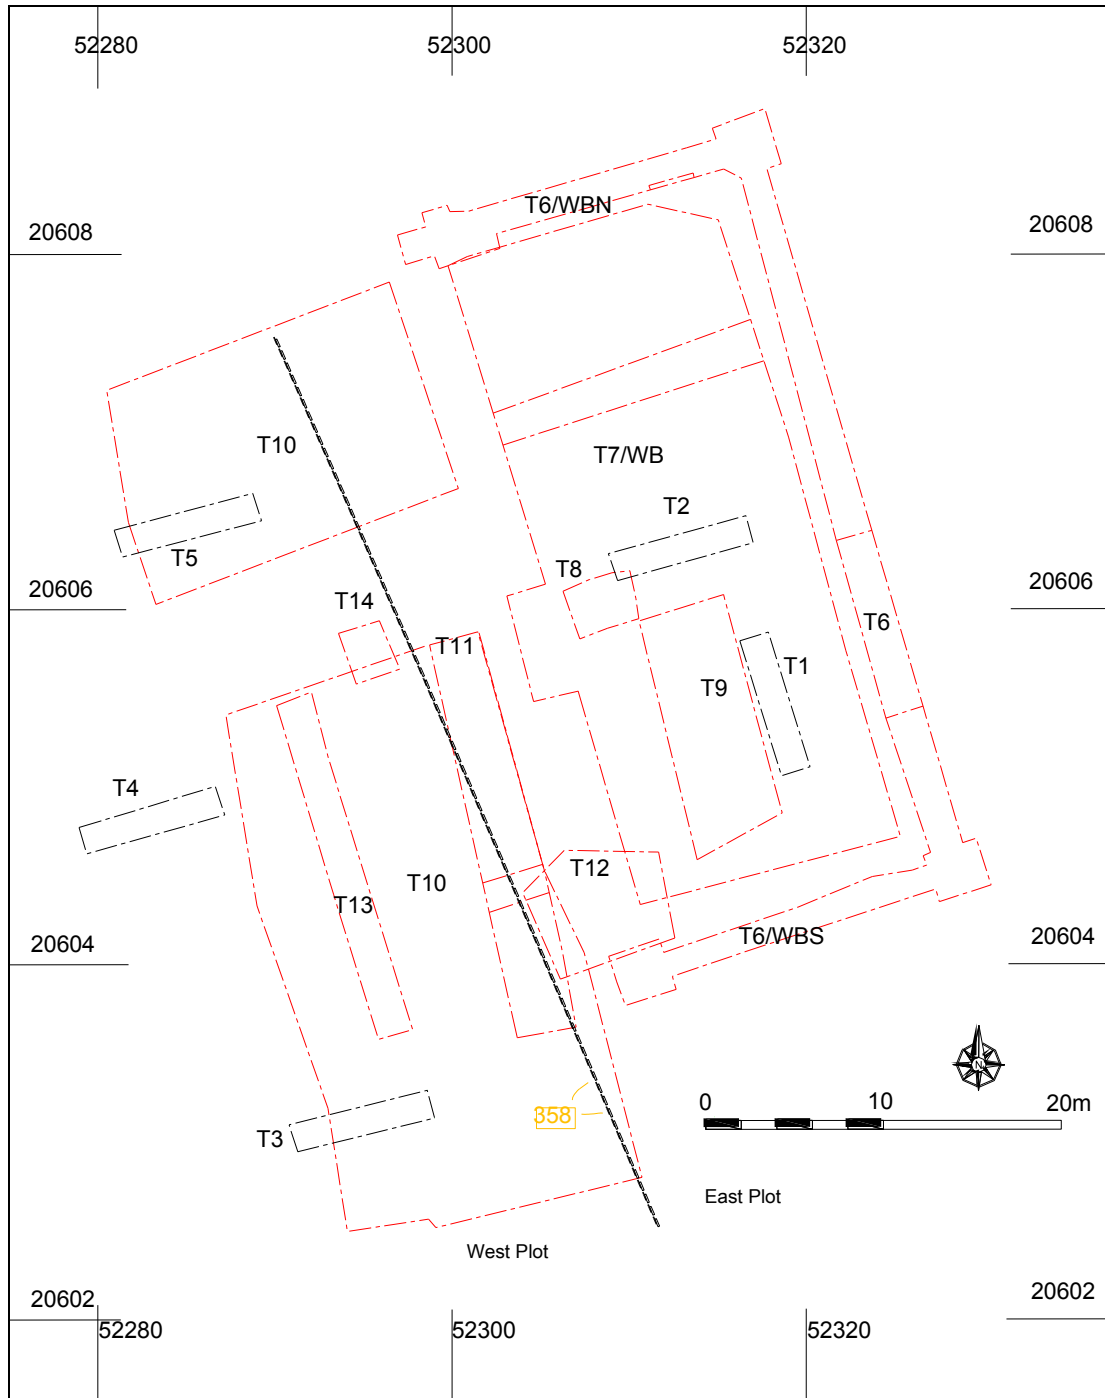 52280 52300 52320
T6/WBN
20608 20608
T10
T7/WB
T2
T5
T8
T14
20606 20606
T6
T11
T1
T9
T4
T12
T10
T13
T6/WBS
20604 20604
N
0 10 20m
358
T3
East Plot
West Plot
20602 20602
52280 52300 52320